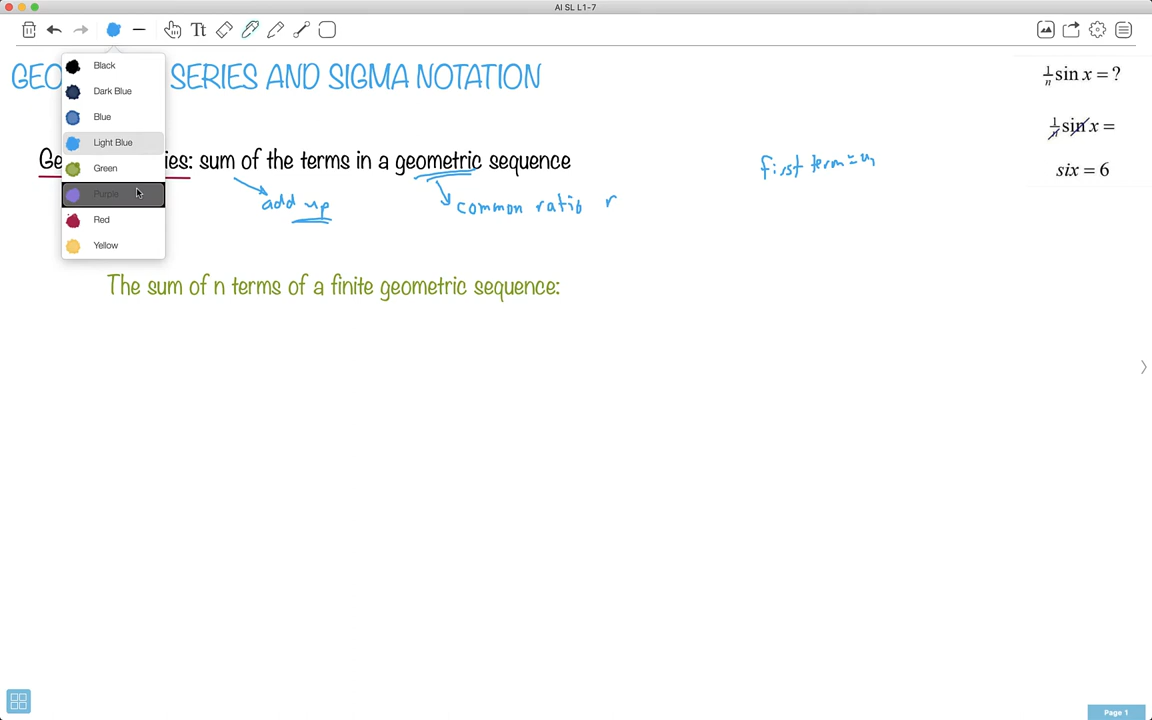 AI SL L1-7
Tt
Black
Dark Blue
Blue
Light Blue
Green
Purple
Red
Yellow
GEO SERIES AND SIGMA NOTATION
Ge ies: sum of the terms in a geometric sequence
add up
common ratio r
first term = u₁
The sum of n terms of a finite geometric sequence:
1/n sin x = ?
1/n sin x =
six = 6
Page 1